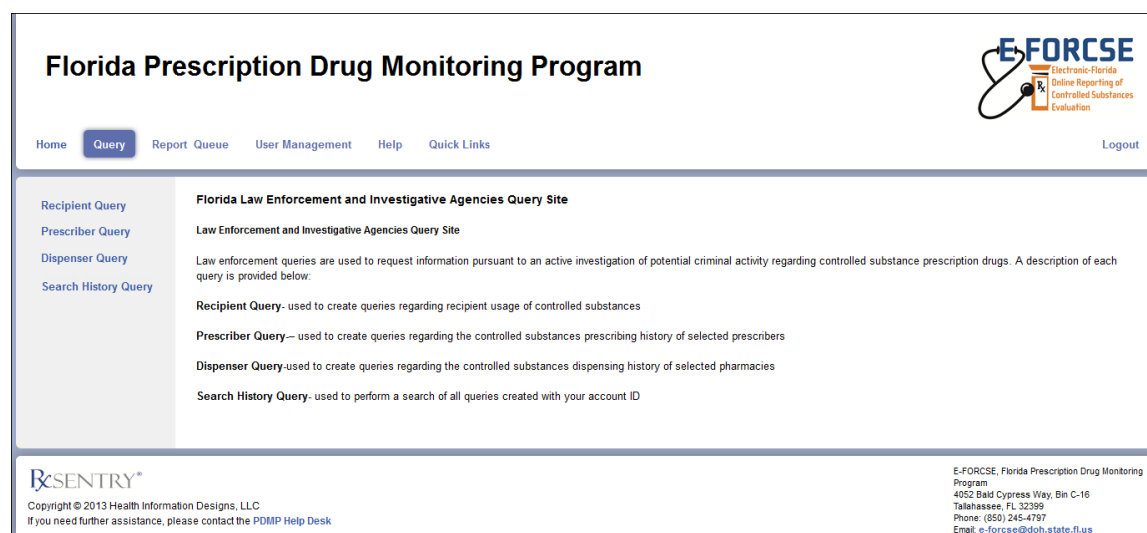 Florida Prescription Drug Monitoring Program
E-FORCSE
Electronic-Florida
Online Reporting of
Controlled Substances
Evaluation
Rx
Home Query Report Queue User Management Help Quick Links Logout
Recipient Query
Prescriber Query
Dispenser Query
Search History Query
Florida Law Enforcement and Investigative Agencies Query Site
Law Enforcement and Investigative Agencies Query Site
Law enforcement queries are used to request information pursuant to an active investigation of potential criminal activity regarding controlled substance prescription drugs. A description of each
query is provided below:
Recipient Query- used to create queries regarding recipient usage of controlled substances
Prescriber Query-– used to create queries regarding the controlled substances prescribing history of selected prescribers
Dispenser Query-used to create queries regarding the controlled substances dispensing history of selected pharmacies
Search History Query- used to perform a search of all queries created with your account ID
RxSENTRY®
Copyright © 2013 Health Information Designs, LLC
If you need further assistance, please contact the PDMP Help Desk
E-FORCSE, Florida Prescription Drug Monitoring
Program
4052 Bald Cypress Way, Bin C-16
Tallahassee, FL 32399
Phone: (850) 245-4797
Email: e-forcse@doh.state.fl.us